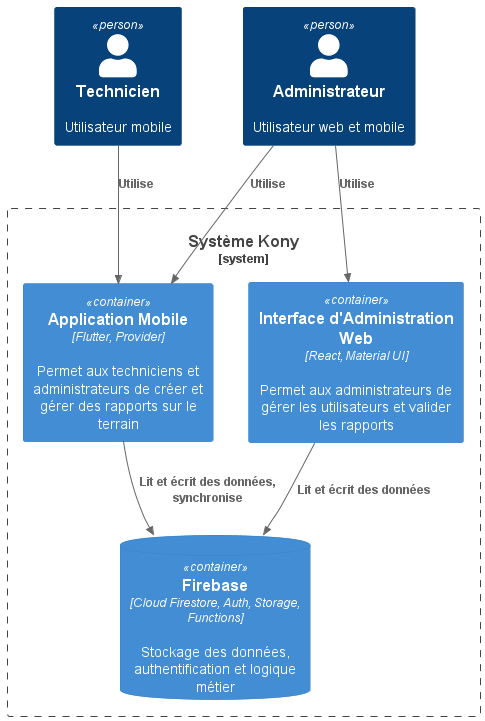 «person»
Technicien
Utilisateur mobile
«person»
Administrateur
Utilisateur web et mobile
Utilise
Utilise
Utilise
Système Kony
[system]
«container»
Application Mobile
[Flutter, Provider]
Permet aux techniciens et
administrateurs de créer et
gérer des rapports sur le
terrain
«container»
Interface d'Administration
Web
[React, Material UI]
Permet aux administrateurs de
gérer les utilisateurs et valider
les rapports
Lit et écrit des données,
synchronise
Lit et écrit des données
«container»
Firebase
[Cloud Firestore, Auth, Storage,
Functions]
Stockage des données,
authentification et logique
métier